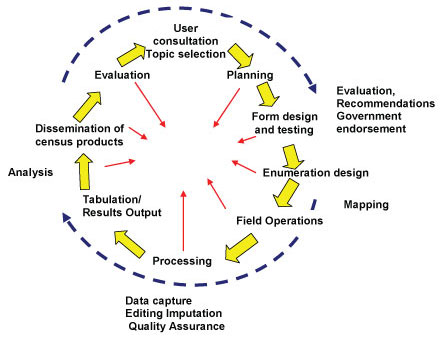 User
consultation
Topic selection
Evaluation
Planning
Evaluation,
Recommendations
Government
endorsement
Form design
and testing
Dissemination of
census products
Analysis
Enumeration design
Tabulation/
Results Output
Mapping
Field Operations
Processing
Data capture
Editing Imputation
Quality Assurance